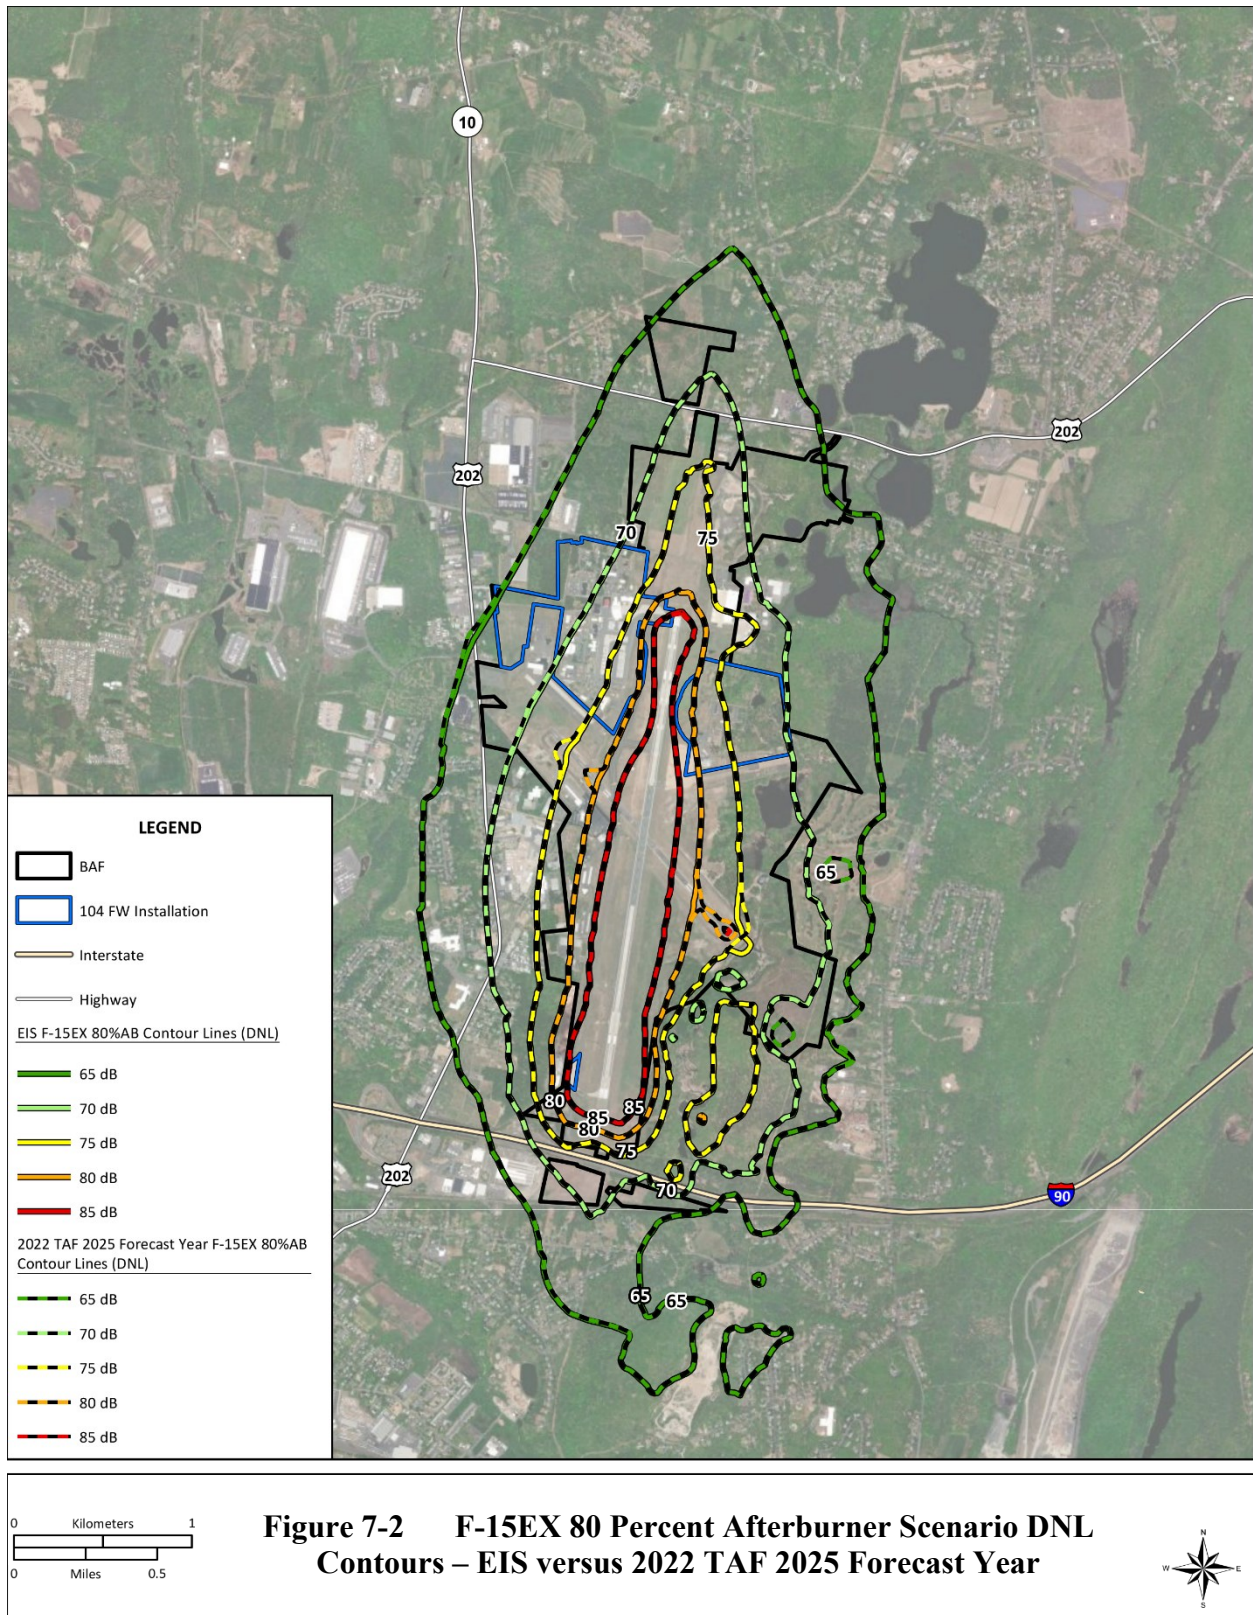 10
202
202
70
75
65
80
85
85
80
75
70
202
90
65
65
LEGEND
BAF
104 FW Installation
Interstate
Highway
EIS F-15EX 80%AB Contour Lines (DNL)
65 dB
70 dB
75 dB
80 dB
85 dB
2022 TAF 2025 Forecast Year F-15EX 80%AB
Contour Lines (DNL)
65 dB
70 dB
75 dB
80 dB
85 dB
0 Kilometers 1
0 Miles 0.5
Figure 7-2 F-15EX 80 Percent Afterburner Scenario DNL
Contours – EIS versus 2022 TAF 2025 Forecast Year
N
W E
S